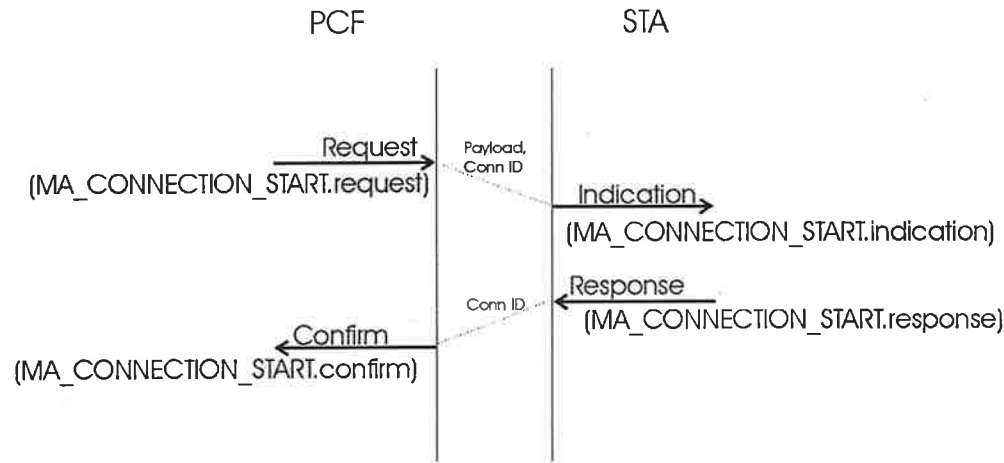 PCF
STA
Request
(MA_CONNECTION_START.request)
Payload,
Conn ID
Indication
(MA_CONNECTION_START.indication)
Response
(MA_CONNECTION_START.response)
Conn ID
Confirm
(MA_CONNECTION_START.confirm)